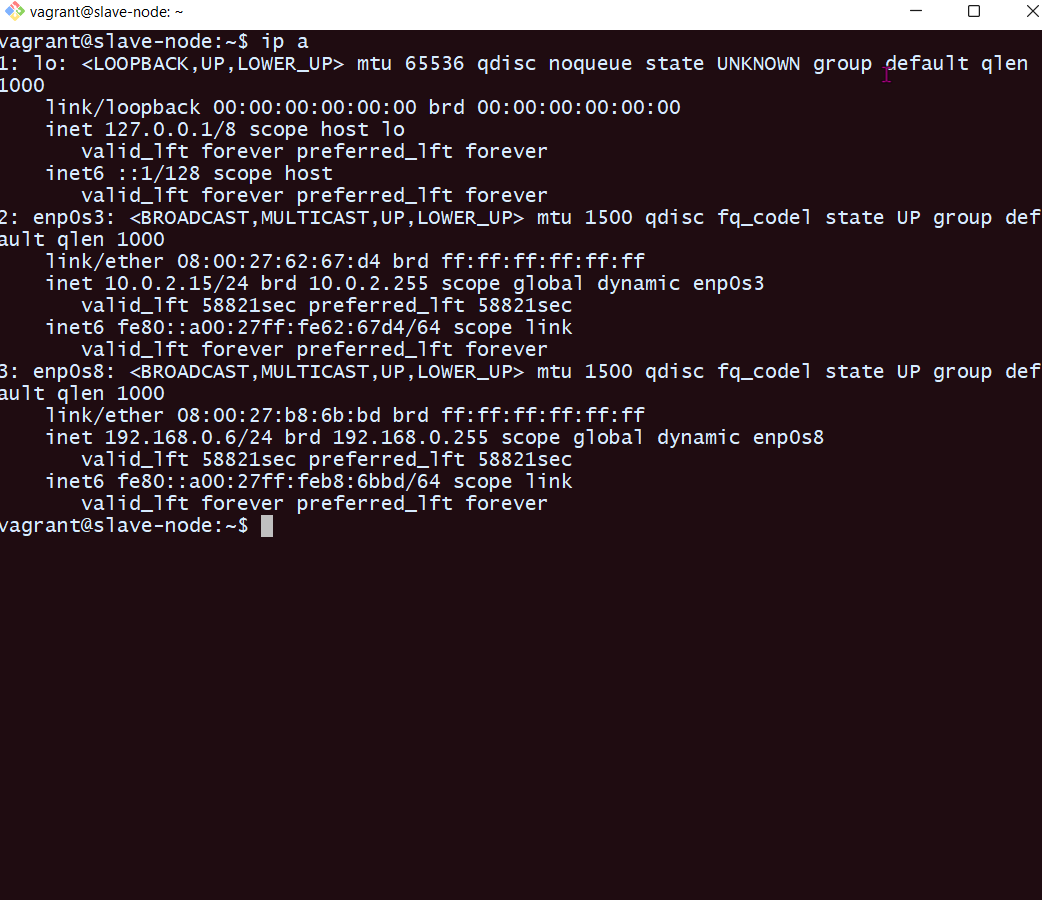 vagrant@slave-node: ~
vagrant@slave-node:~$ ip a
1: lo: <LOOPBACK,UP,LOWER_UP> mtu 65536 qdisc noqueue state UNKNOWN group default qlen
1000
    link/loopback 00:00:00:00:00:00 brd 00:00:00:00:00:00
    inet 127.0.0.1/8 scope host lo
       valid_lft forever preferred_lft forever
    inet6 ::1/128 scope host
       valid_lft forever preferred_lft forever
2: enp0s3: <BROADCAST,MULTICAST,UP,LOWER_UP> mtu 1500 qdisc fq_codel state UP group def
ault qlen 1000
    link/ether 08:00:27:62:67:d4 brd ff:ff:ff:ff:ff:ff
    inet 10.0.2.15/24 brd 10.0.2.255 scope global dynamic enp0s3
       valid_lft 58821sec preferred_lft 58821sec
    inet6 fe80::a00:27ff:fe62:67d4/64 scope link
       valid_lft forever preferred_lft forever
3: enp0s8: <BROADCAST,MULTICAST,UP,LOWER_UP> mtu 1500 qdisc fq_codel state UP group def
ault qlen 1000
    link/ether 08:00:27:b8:6b:bd brd ff:ff:ff:ff:ff:ff
    inet 192.168.0.6/24 brd 192.168.0.255 scope global dynamic enp0s8
       valid_lft 58821sec preferred_lft 58821sec
    inet6 fe80::a00:27ff:feb8:6bbd/64 scope link
       valid_lft forever preferred_lft forever
vagrant@slave-node:~$